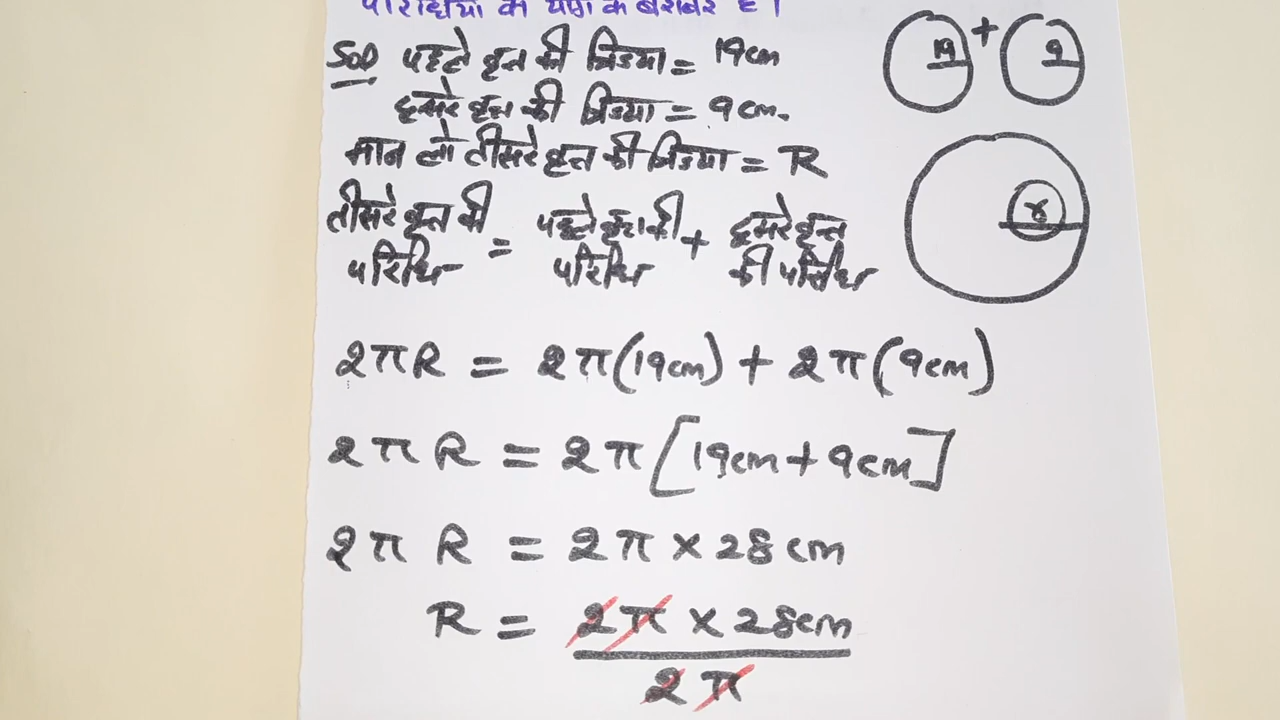 परिधियों के योग के बराबर है।
Sol पहले वृत्त की त्रिज्या = 19cm
दूसरे वृत्त की त्रिज्या = 9cm.
मान लो तीसरे वृत्त की त्रिज्या = R
तीसरे वृत्त की परिधि = पहले वृत्त की परिधि + दूसरे वृत्त की परिधि
2πR = 2π(19cm) + 2π(9cm)
2πR = 2π[19cm+9cm]
2πR = 2π×28cm
R = 2π×28cm
2π
19 + 9
r